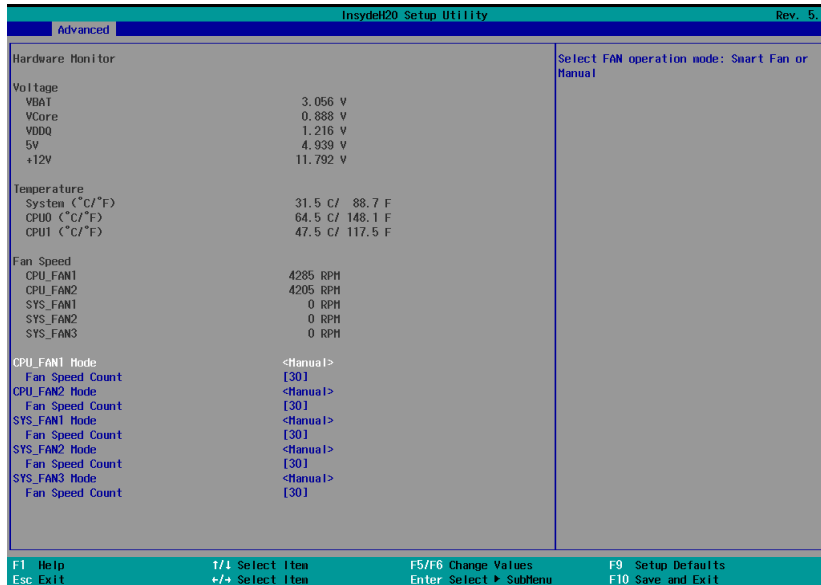 InsydeH20 Setup Utility Rev. 5.
Advanced
Hardware Monitor
Select FAN operation mode: Smart Fan or
Manual
Voltage
VBAT 3.056 V
VCore 0.888 V
VDDQ 1.216 V
5V 4.939 V
+12V 11.792 V
Temperature
System (°C/°F) 31.5 C/ 88.7 F
CPU0 (°C/°F) 64.5 C/ 148.1 F
CPU1 (°C/°F) 47.5 C/ 117.5 F
Fan Speed
CPU_FAN1 4285 RPM
CPU_FAN2 4205 RPM
SYS_FAN1 0 RPM
SYS_FAN2 0 RPM
SYS_FAN3 0 RPM
CPU_FAN1 Mode <Manual>
Fan Speed Count [30]
CPU_FAN2 Mode <Manual>
Fan Speed Count [30]
SYS_FAN1 Mode <Manual>
Fan Speed Count [30]
SYS_FAN2 Mode <Manual>
Fan Speed Count [30]
SYS_FAN3 Mode <Manual>
Fan Speed Count [30]
F1 Help ↑/↓ Select Item F5/F6 Change Values F9 Setup Defaults
Esc Exit ←/→ Select Item Enter Select ▶ SubMenu F10 Save and Exit